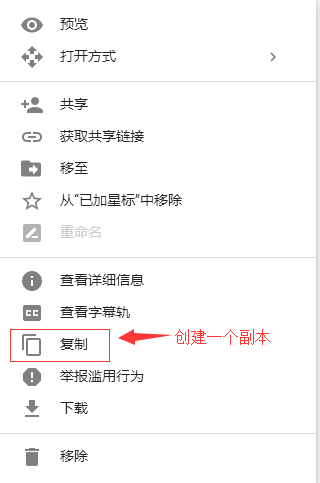 预览
打开方式
共享
获取共享链接
移至
从“已加星标”中移除
重命名
查看详细信息
CC 查看字幕轨
复制
创建一个副本
举报滥用行为
下载
移除